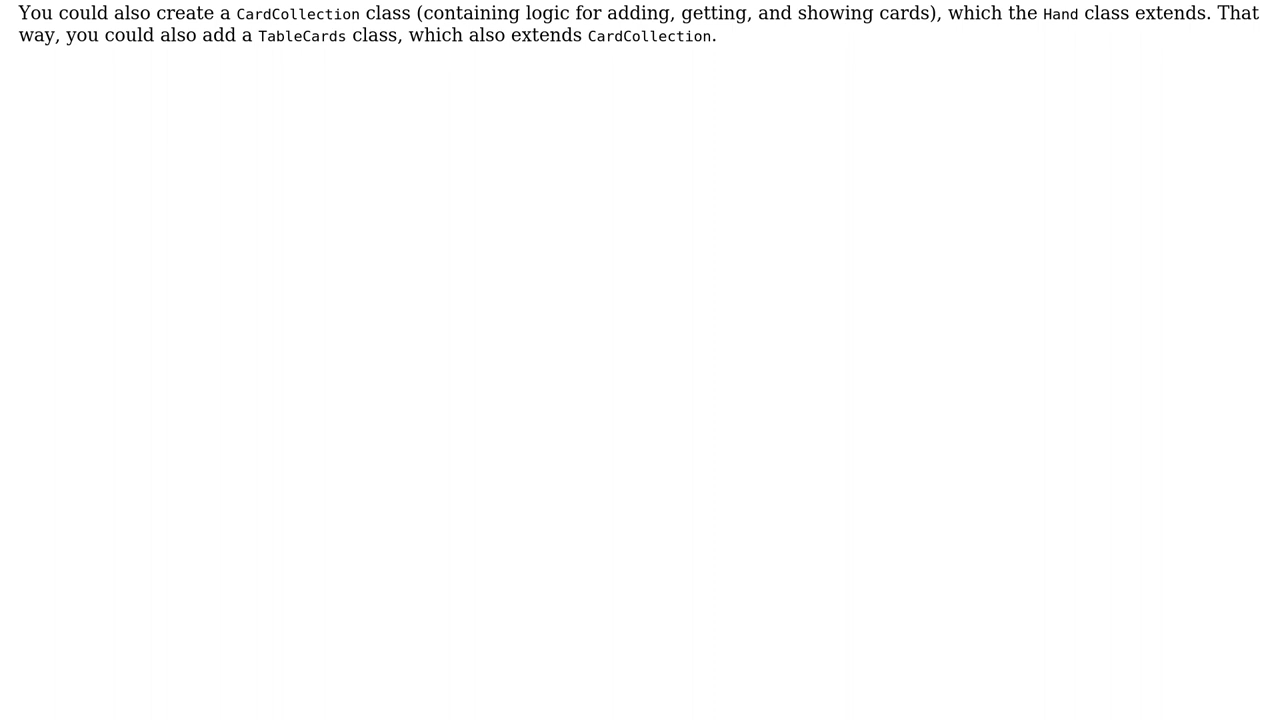 You could also create a CardCollection class (containing logic for adding, getting, and showing cards), which the Hand class extends. That
way, you could also add a TableCards class, which also extends CardCollection.